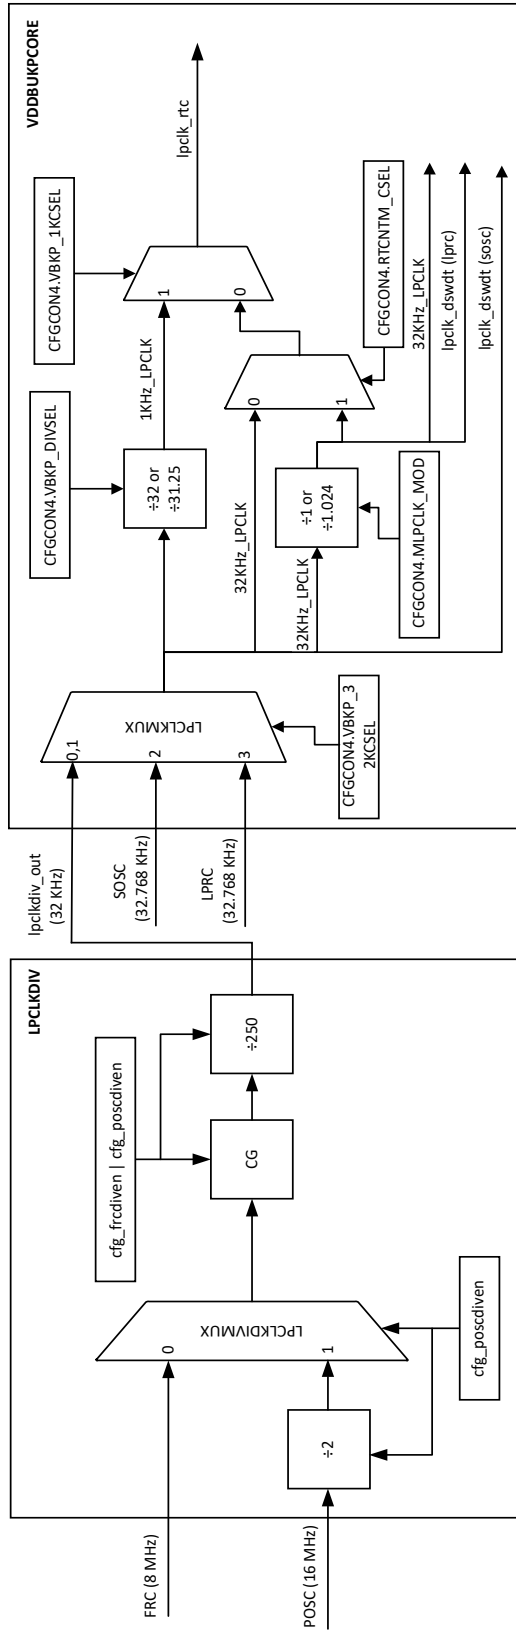 FRC (8 MHz)
POSC (16 MHz)
LPCLKDIV
÷2
0
1
LPCLKDIVMUX
cfg_poscdiven
cfg_frcdiven | cfg_poscdiven
CG
÷250
lpclkdiv_out
(32 KHz)
SOSC
(32.768 KHz)
LPRC
(32.768 KHz)
VDDBUKPCORE
0,1
2
3
LPCLKMUX
CFGCON4.VBKP_3
2KCSEL
CFGCON4.VBKP_DIVSEL
÷32 or
÷31.25
1KHz_LPCLK
32KHz_LPCLK
32KHz_LPCLK
÷1 or
÷1.024
CFGCON4.MLPCLK_MOD
0
1
CFGCON4.RTCNTM_CSEL
CFGCON4.VBKP_1KCSEL
1
0
lpclk_rtc
32KHz_LPCLK
lpclk_dswdt (lprc)
lpclk_dswdt (sosc)